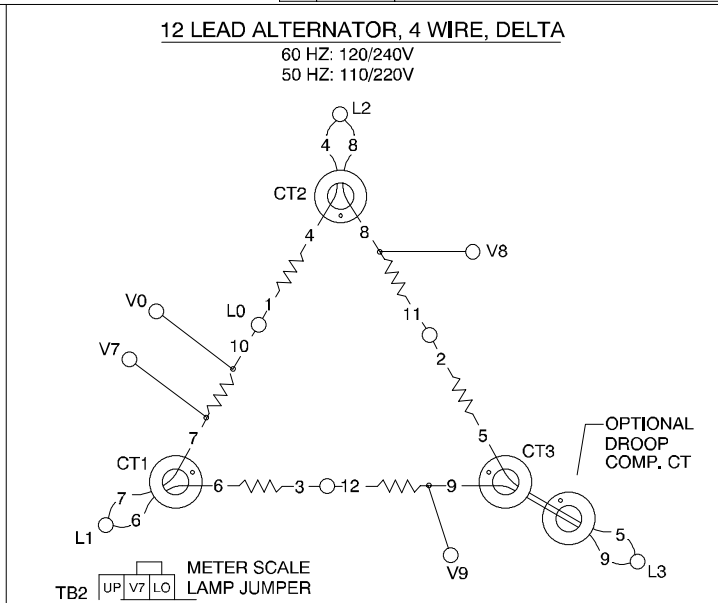 12 LEAD ALTERNATOR, 4 WIRE, DELTA
60 HZ: 120/240V
50 HZ: 110/220V
L2
4 8
CT2
4 8
V8
V0
L0 1
11
10
V7
2
7
5
OPTIONAL
DROOP
COMP. CT
CT1
CT3
6 3 12 9
7
6
L1
5
9
L3
V9
METER SCALE
LAMP JUMPER
TB2 UP V7 LO